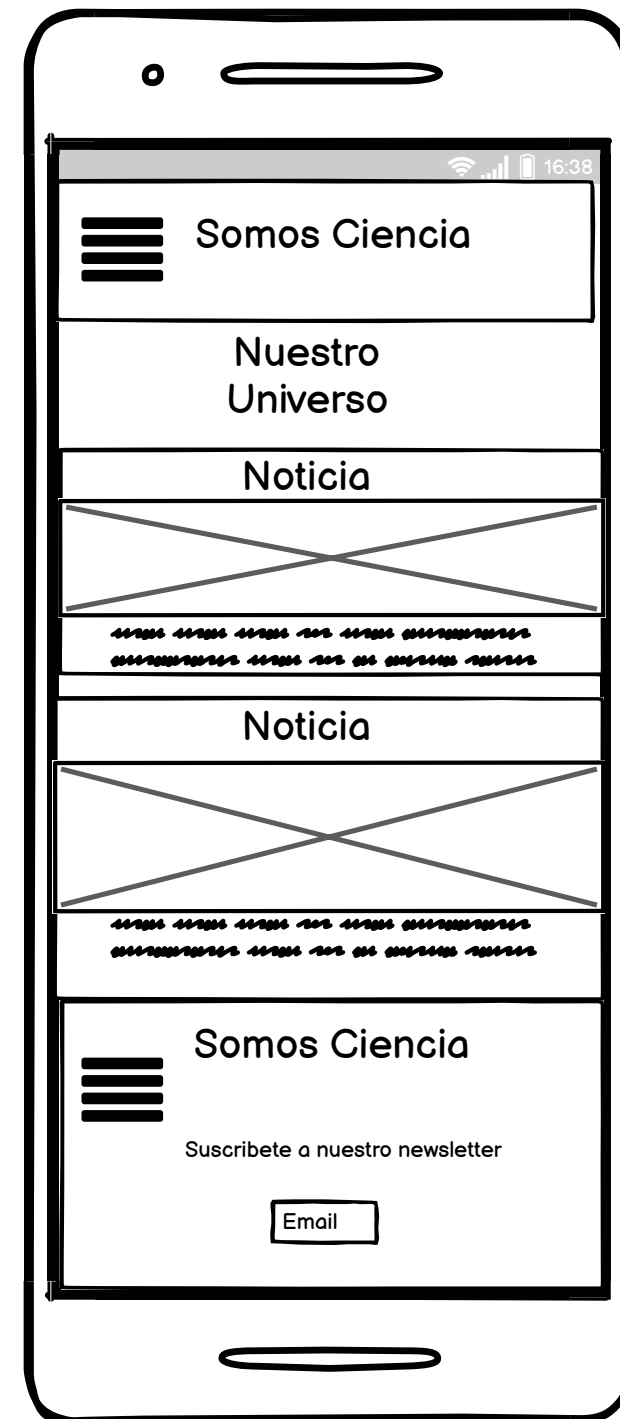 16:38
Somos Ciencia
Nuestro
Universo
Noticia
Noticia
Somos Ciencia
Suscribete a nuestro newsletter
Email